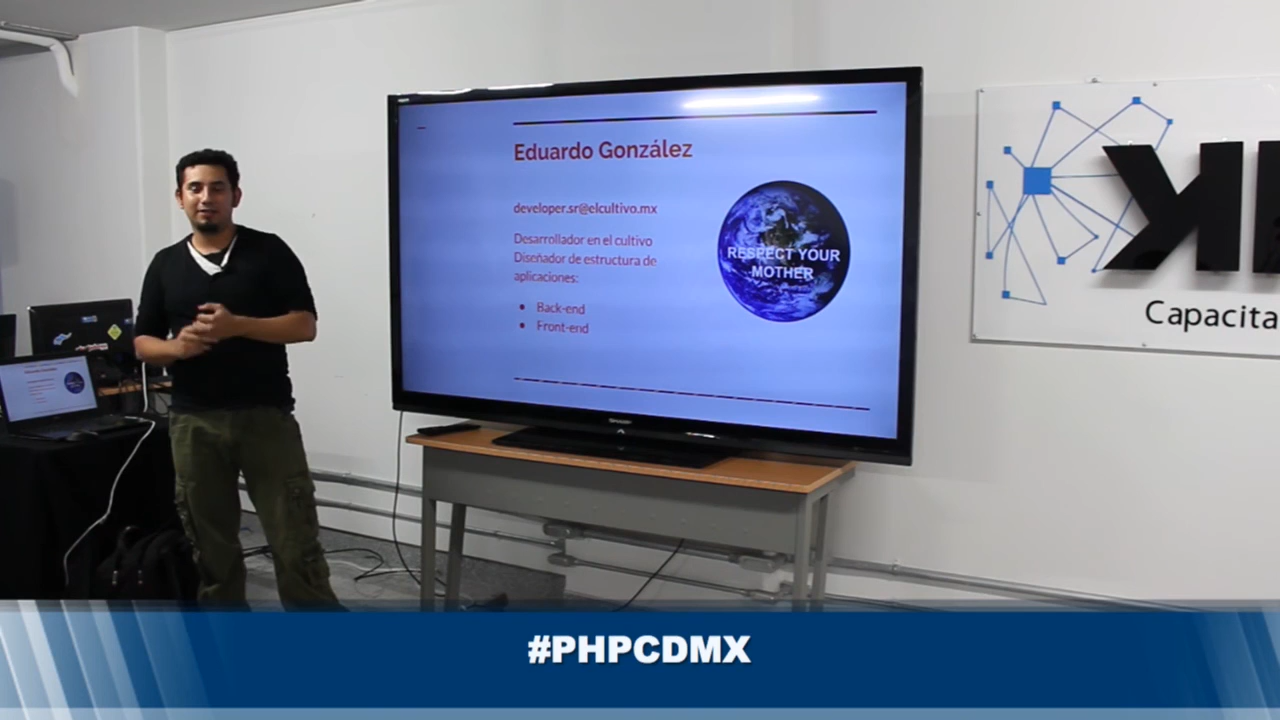 Eduardo González
developer.sr@elcultivo.mx
Desarrollador en el cultivo
Diseñador de estructura de
aplicaciones:
Back-end
Front-end
RESPECT YOUR
MOTHER
Capacita
#PHPCDMX